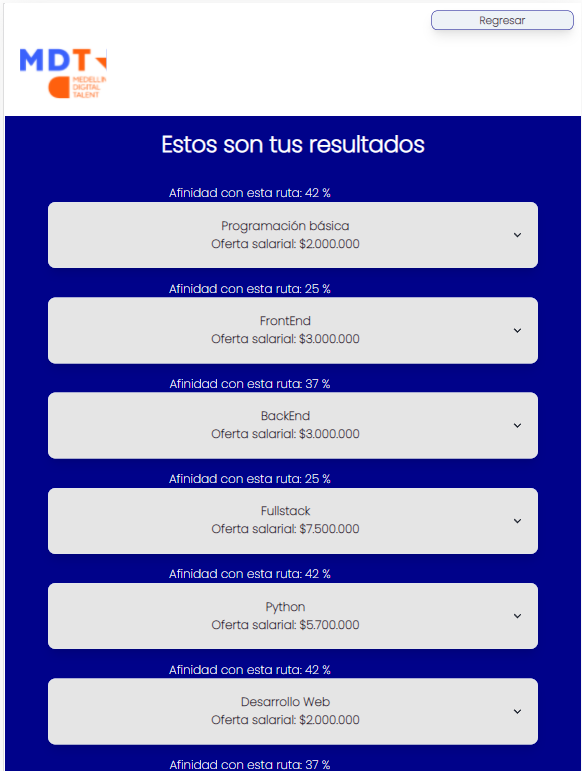 Regresar
MDT
MEDELLIN
DIGITAL
TALENT
Estos son tus resultados
Afinidad con esta ruta: 42 %
Programación básica
Oferta salarial: $2.000.000
Afinidad con esta ruta: 25 %
FrontEnd
Oferta salarial: $3.000.000
Afinidad con esta ruta: 37 %
BackEnd
Oferta salarial: $3.000.000
Afinidad con esta ruta: 25 %
Fullstack
Oferta salarial: $7.500.000
Afinidad con esta ruta: 42 %
Python
Oferta salarial: $5.700.000
Afinidad con esta ruta: 42 %
Desarrollo Web
Oferta salarial: $2.000.000
Afinidad con esta ruta: 37 %